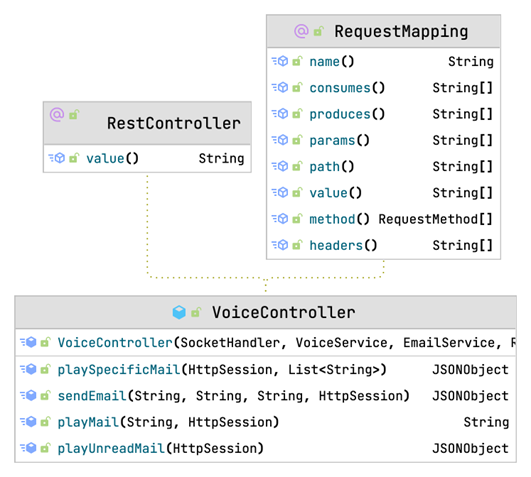 @ RequestMapping
name() String
consumes() String[]
produces() String[]
params() String[]
path() String[]
value() String[]
method() RequestMethod[]
headers() String[]
@ RestController
value() String
VoiceController
VoiceController(SocketHandler, VoiceService, EmailService, R
playSpecificMail(HttpSession, List<String>) JSONObject
sendEmail(String, String, String, HttpSession) JSONObject
playMail(String, HttpSession) String
playUnreadMail(HttpSession) JSONObject